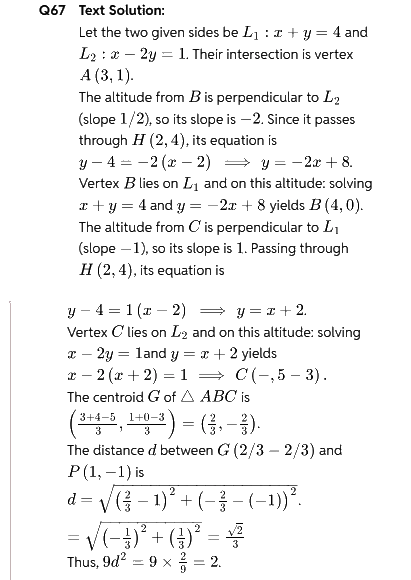 Q67 Text Solution:
Let the two given sides be L₁ : x + y = 4 and
L₂ : x − 2y = 1. Their intersection is vertex
A (3, 1).
The altitude from B is perpendicular to L₂
(slope 1/2), so its slope is −2. Since it passes
through H (2, 4), its equation is
y − 4 = −2 (x − 2) ⟹ y = −2x + 8.
Vertex B lies on L₁ and on this altitude: solving
x + y = 4 and y = −2x + 8 yields B (4, 0).
The altitude from C is perpendicular to L₁
(slope −1), so its slope is 1. Passing through
H (2, 4), its equation is
y − 4 = 1 (x − 2) ⟹ y = x + 2.
Vertex C lies on L₂ and on this altitude: solving
x − 2y = 1and y = x + 2 yields
x − 2 (x + 2) = 1 ⟹ C (−, 5 − 3) .
The centroid G of △ ABC is
((3+4−5)/3, (1+0−3)/3) = (2/3, −2/3).
The distance d between G (2/3 − 2/3) and
P (1, −1) is
d = √((2/3 − 1)² + (−2/3 − (−1))²).
= √((−1/3)² + (1/3)²) = √2/3
Thus, 9d² = 9 × 2/9 = 2.